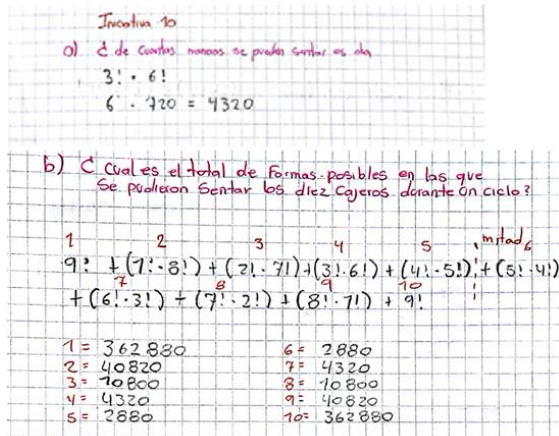 Iniciativa 10
a) ¿ de cuantas maneras se pueden sentar es día
3! · 6!
6 · 720 = 4320
b) ¿ Cual es el total de formas posibles en las que
se pudieron sentar los diez cajeros durante un ciclo?
1 2 3 4 5 mitad 6
9! + (1! · 8!) + (2! · 7!) + (3! · 6!) + (4! · 5!) + (5! · 4!)
7 8 9 10
+ (6! · 3!) + (7! · 2!) + (8! · 1!) + 9!
1 = 362880 6 = 2880
2 = 40820 7 = 4320
3 = 10800 8 = 10800
4 = 4320 9 = 40820
5 = 2880 10 = 362880